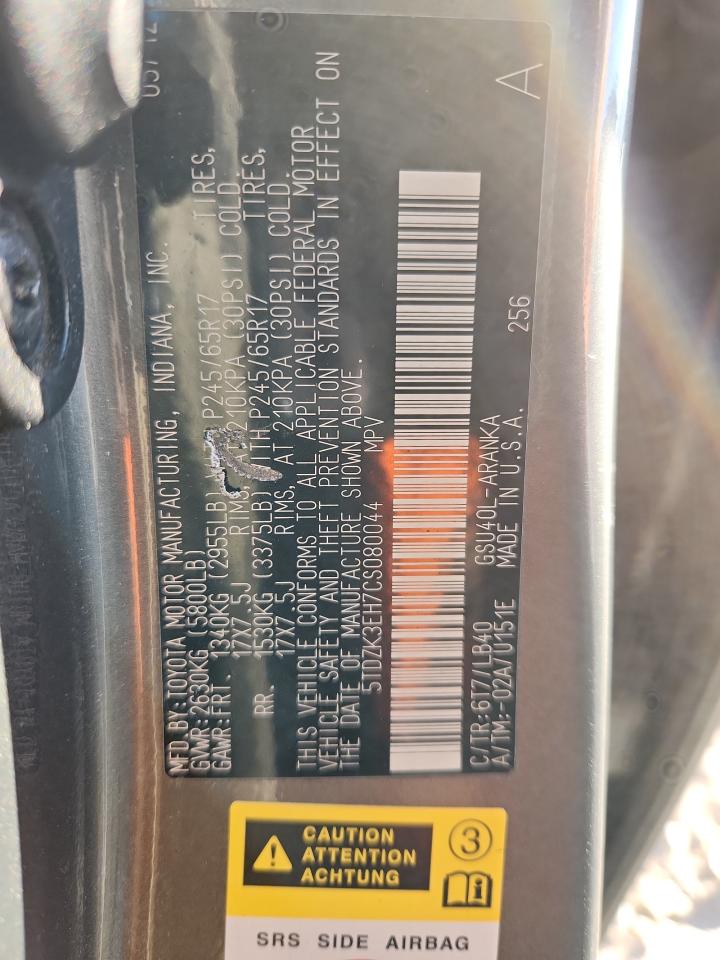 05/12
MFD.BY:TOYOTA MOTOR MANUFACTURING, INDIANA, INC.
GVWR:2630KG (5800LB)
GAWR:FRT. 1340KG (2955LB) P245/65R17 TIRES,
17X7.5J RIMS, AT 210KPA (30PSI) COLD.
RR. 1530KG (3375LB) WITH P245/65R17 TIRES,
17X7.5J RIMS, AT 210KPA (30PSI) COLD.
THIS VEHICLE CONFORMS TO ALL APPLICABLE FEDERAL MOTOR
VEHICLE SAFETY AND THEFT PREVENTION STANDARDS IN EFFECT ON
THE DATE OF MANUFACTURE SHOWN ABOVE.
5TDZK3EH7CS080044 MPV
C/TR:6T7/LB40 GSU40L-ARANKA 256
A/TM:-02A/U151E MADE IN U.S.A.
A
CAUTION
ATTENTION
ACHTUNG
3
i
SRS SIDE AIRBAG